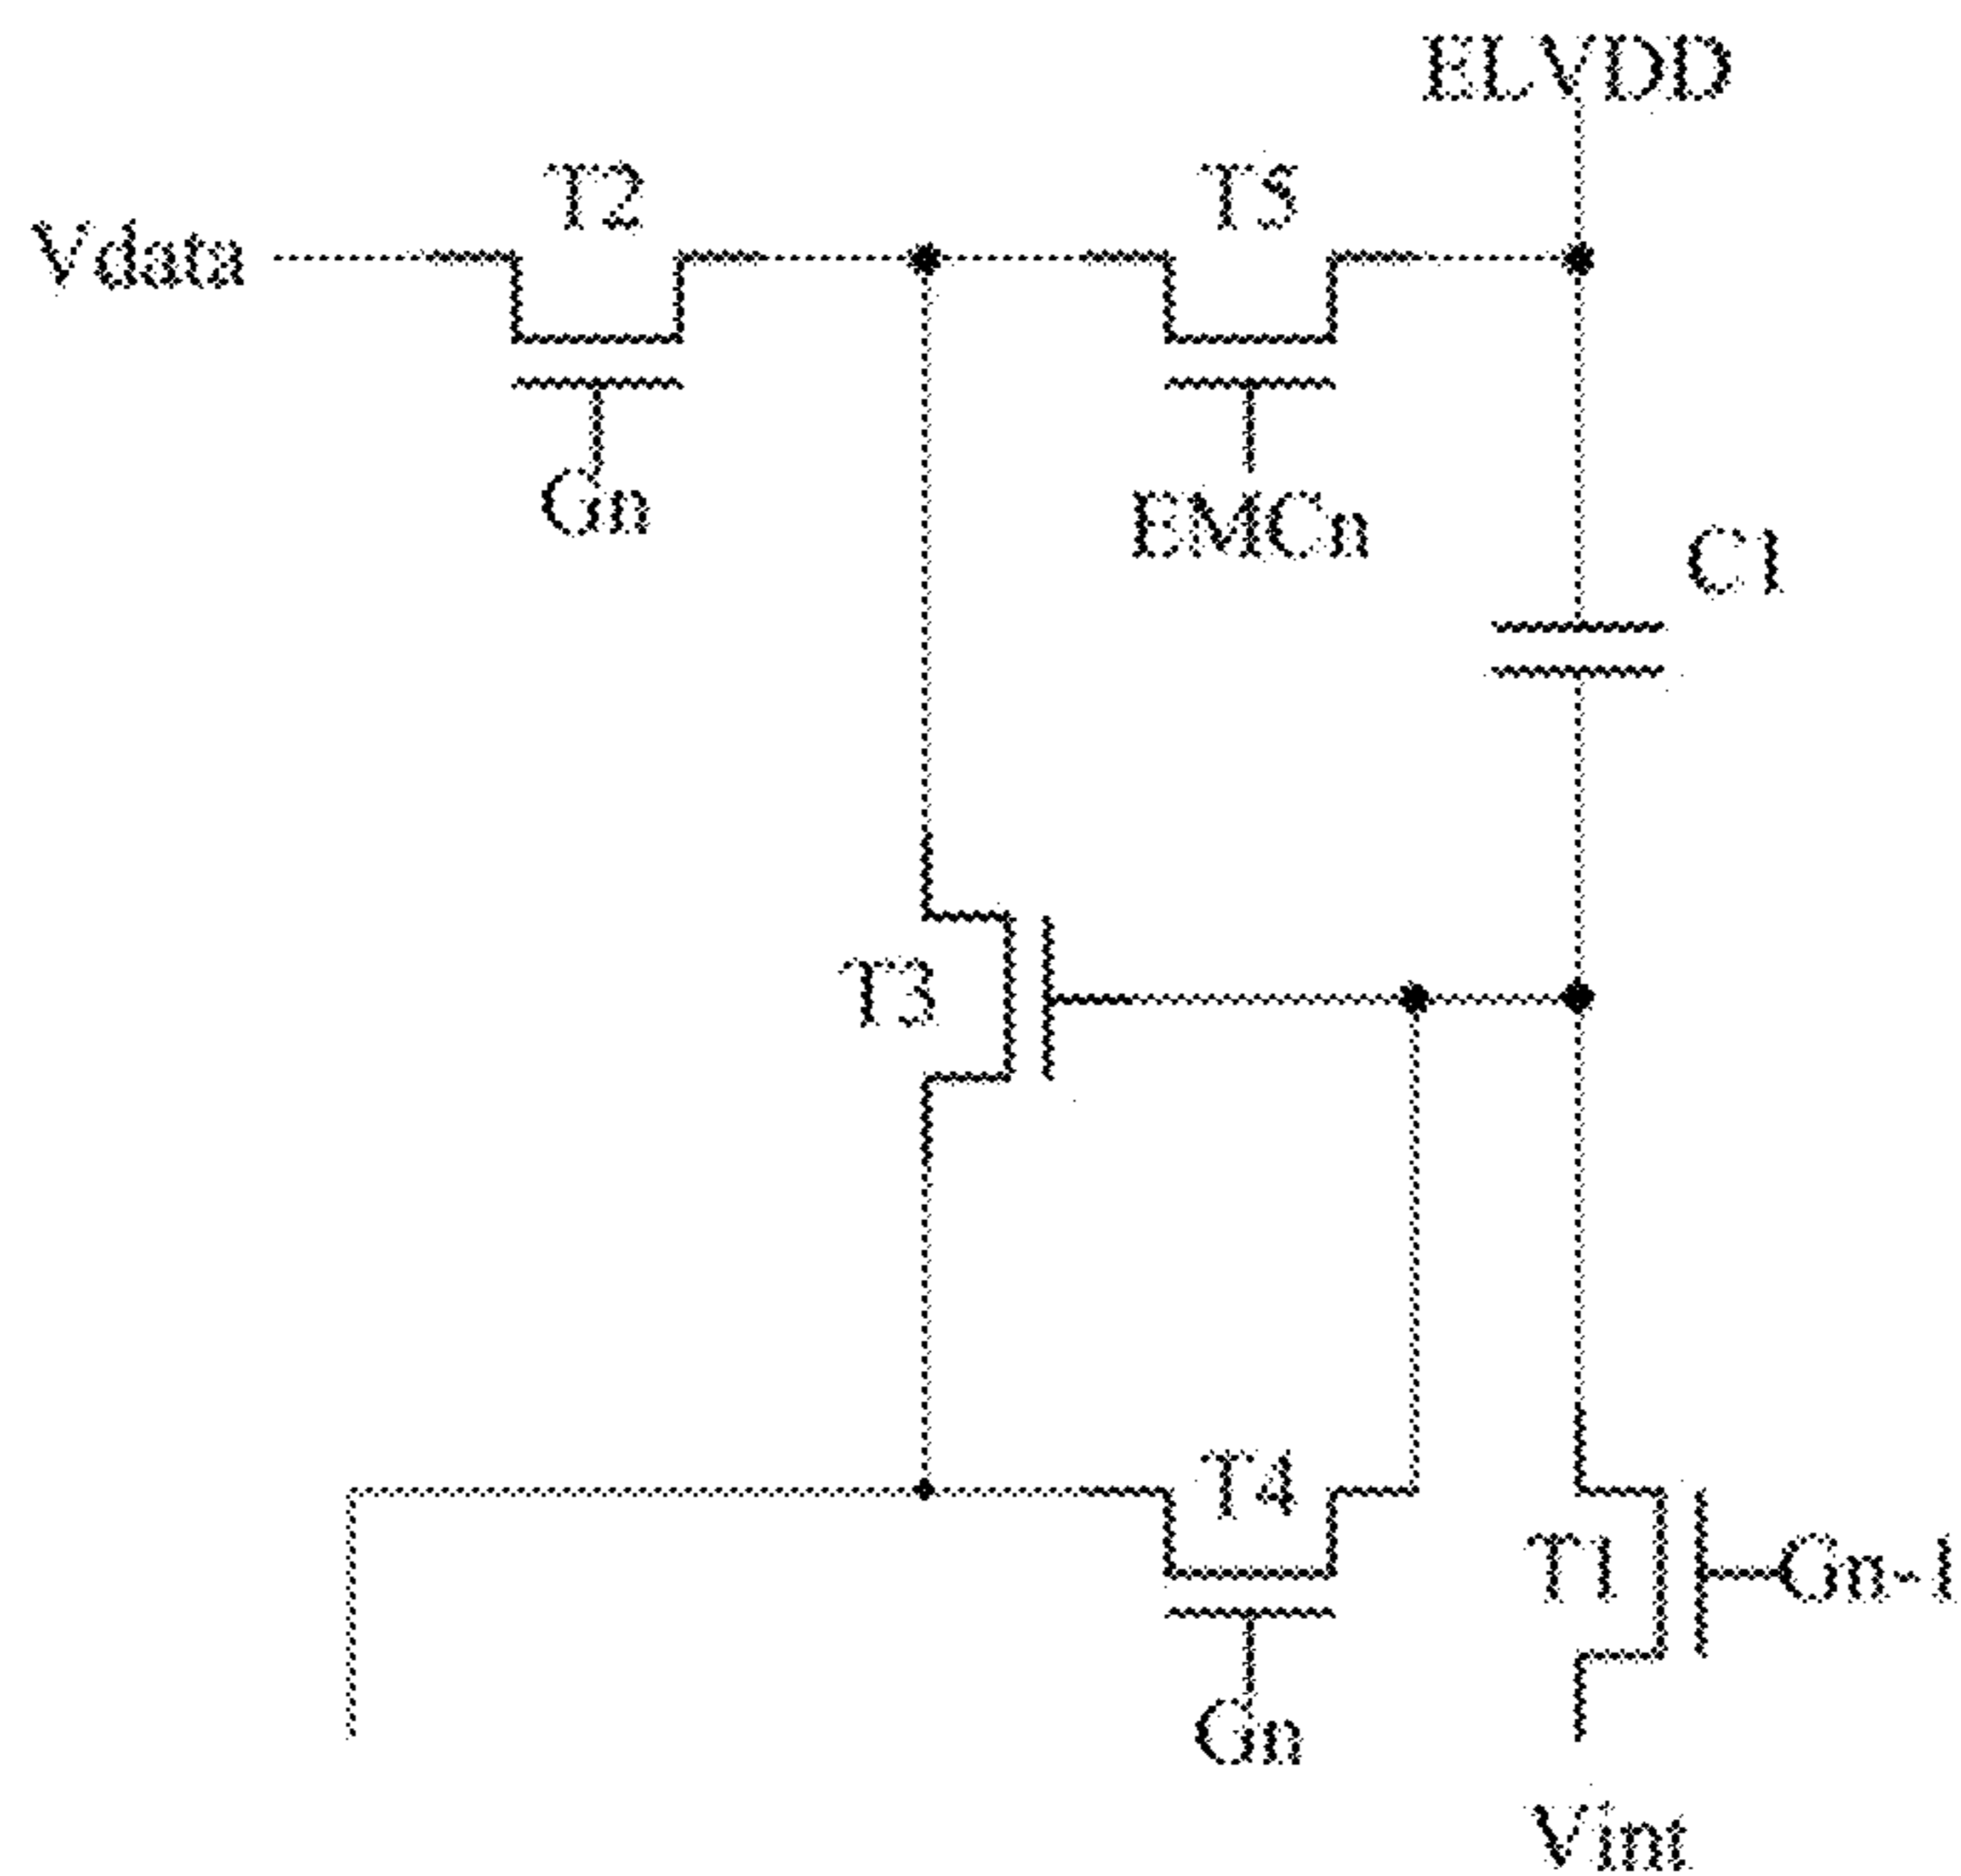 ELVDD
T2
T5
Vdata
Gn
EMCn
C1
T3
T4
T1
Gn-1
Gn
Vint